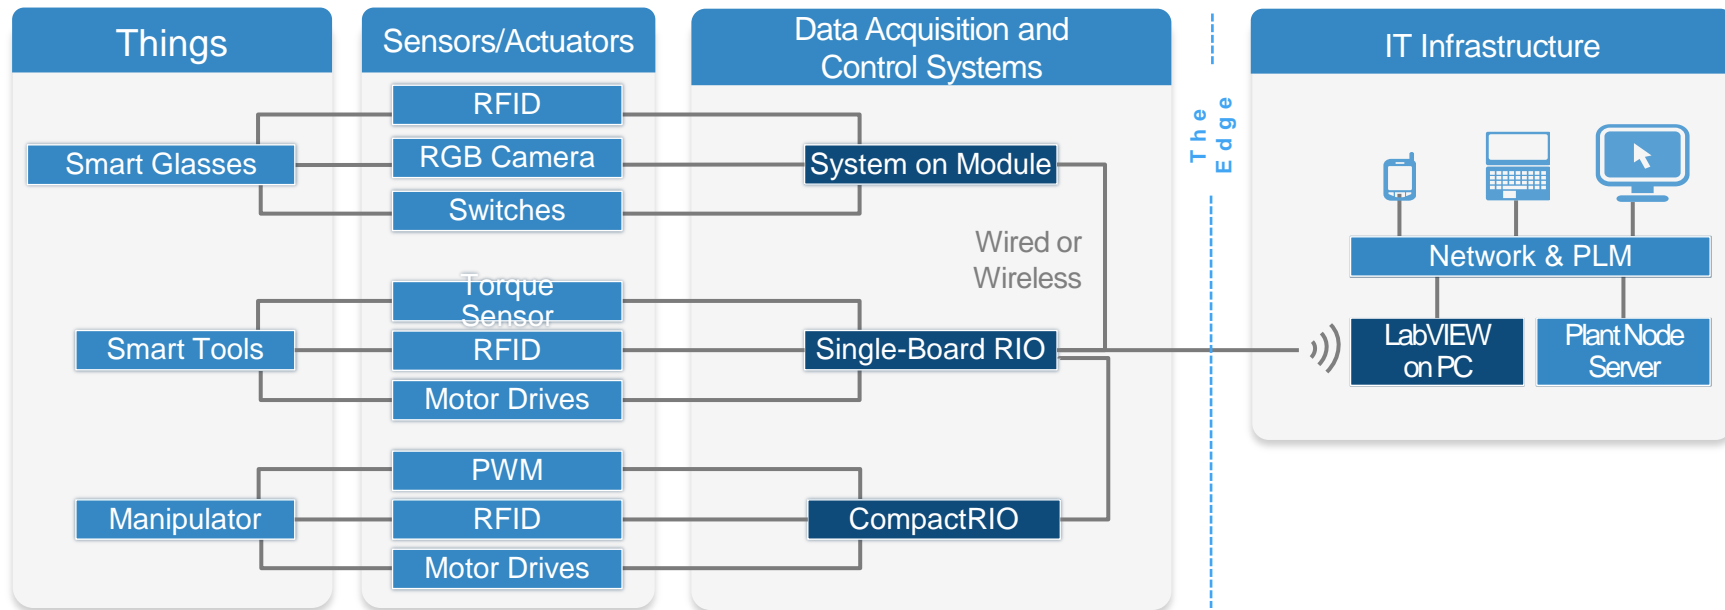 Things
Sensors/Actuators
Data Acquisition and
Control Systems
The
Edge
IT Infrastructure
Smart Glasses
RFID
RGB Camera
Switches
System on Module
Wired or
Wireless
Smart Tools
Torque
Sensor
RFID
Motor Drives
Single-Board RIO
Manipulator
PWM
RFID
Motor Drives
CompactRIO
Network & PLM
LabVIEW
on PC
Plant Node
Server